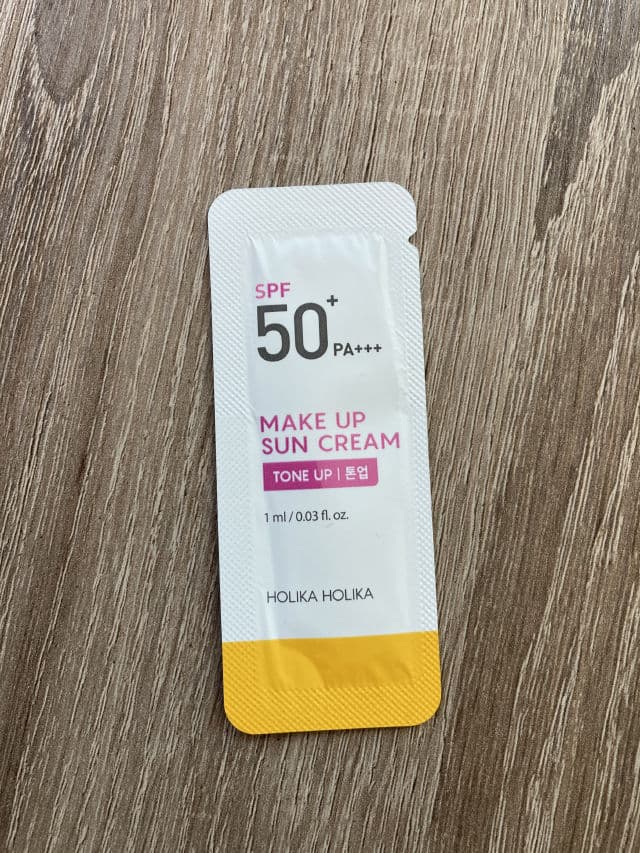 SPF
50+
PA+++
MAKE UP
SUN CREAM
TONE UP | 톤업
1 ml / 0.03 fl. oz.
HOLIKA HOLIKA